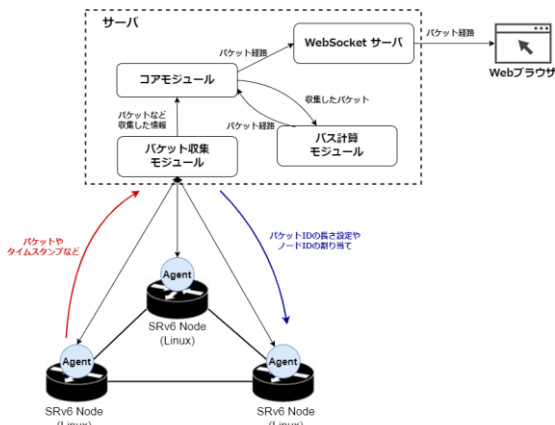 サーバ
パケット経路
WebSocket サーバ
パケット経路
Webブラウザ
コアモジュール
収集したパケット
パケットなど
収集した情報
パケット経路
パス計算
モジュール
パケット収集
モジュール
パケットや
タイムスタンプなど
パケットIDの長さ設定や
ノードIDの割り当て
Agent
SRv6 Node
(Linux)
Agent
SRv6 Node
(Linux)
Agent
SRv6 Node
(Linux)